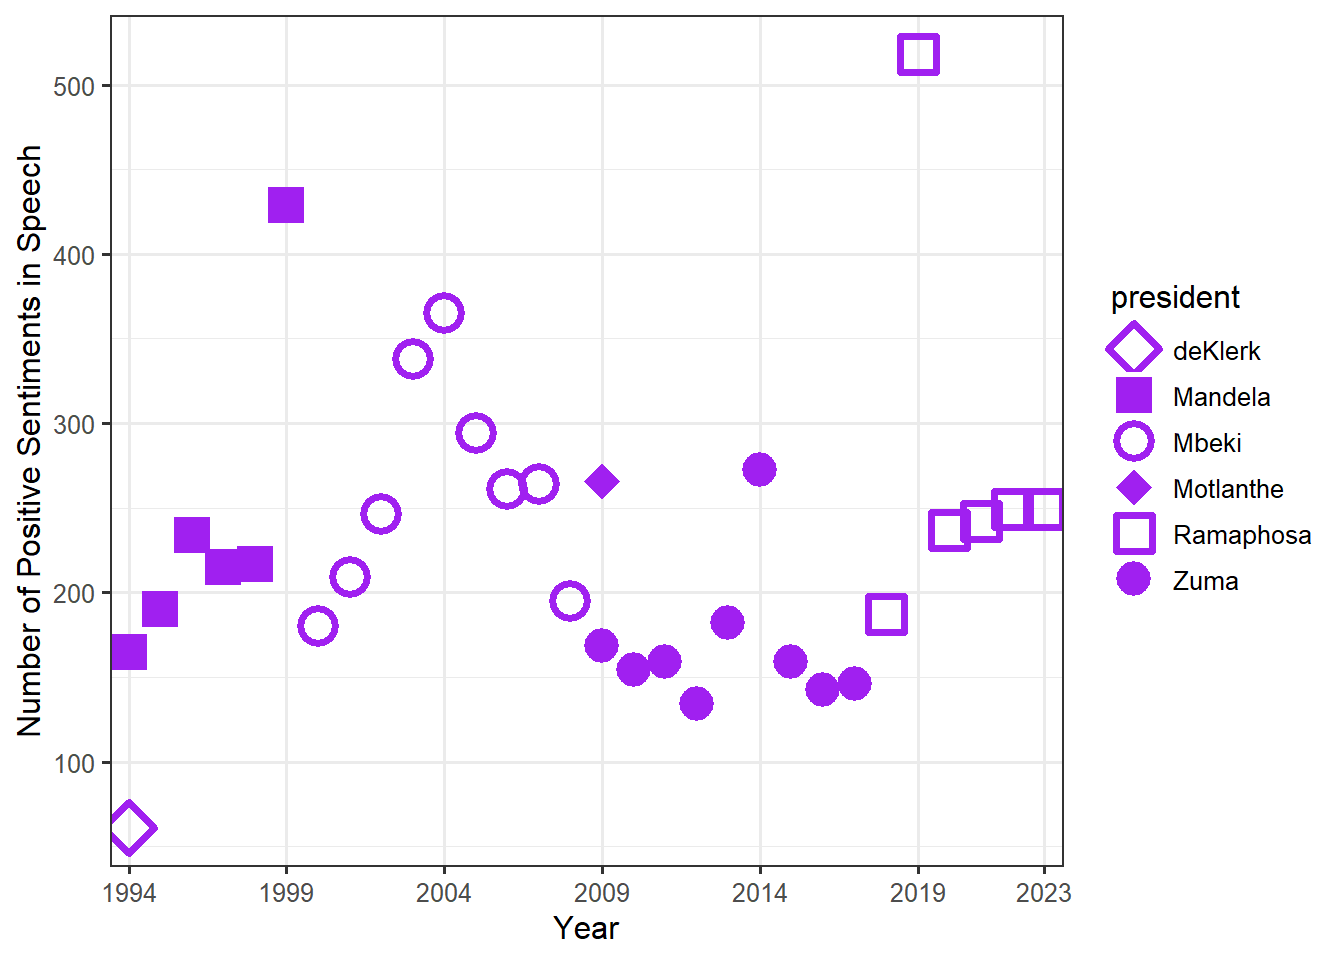 Number of Positive Sentiments in Speech
500
400
300
200
100
1994 1999 2004 2009 2014 2019 2023
Year
president
deKlerk
Mandela
Mbeki
Motlanthe
Ramaphosa
Zuma